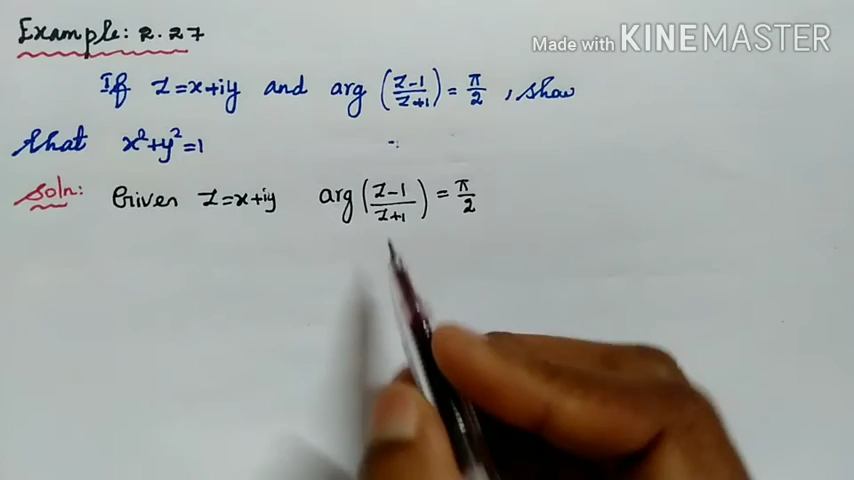 Example: 2.27
Made with KINEMASTER
If z=x+iy and arg (z-1/z+1) = π/2, show
that x²+y²=1
Soln: Given z=x+iy arg (z-1/z+1) = π/2